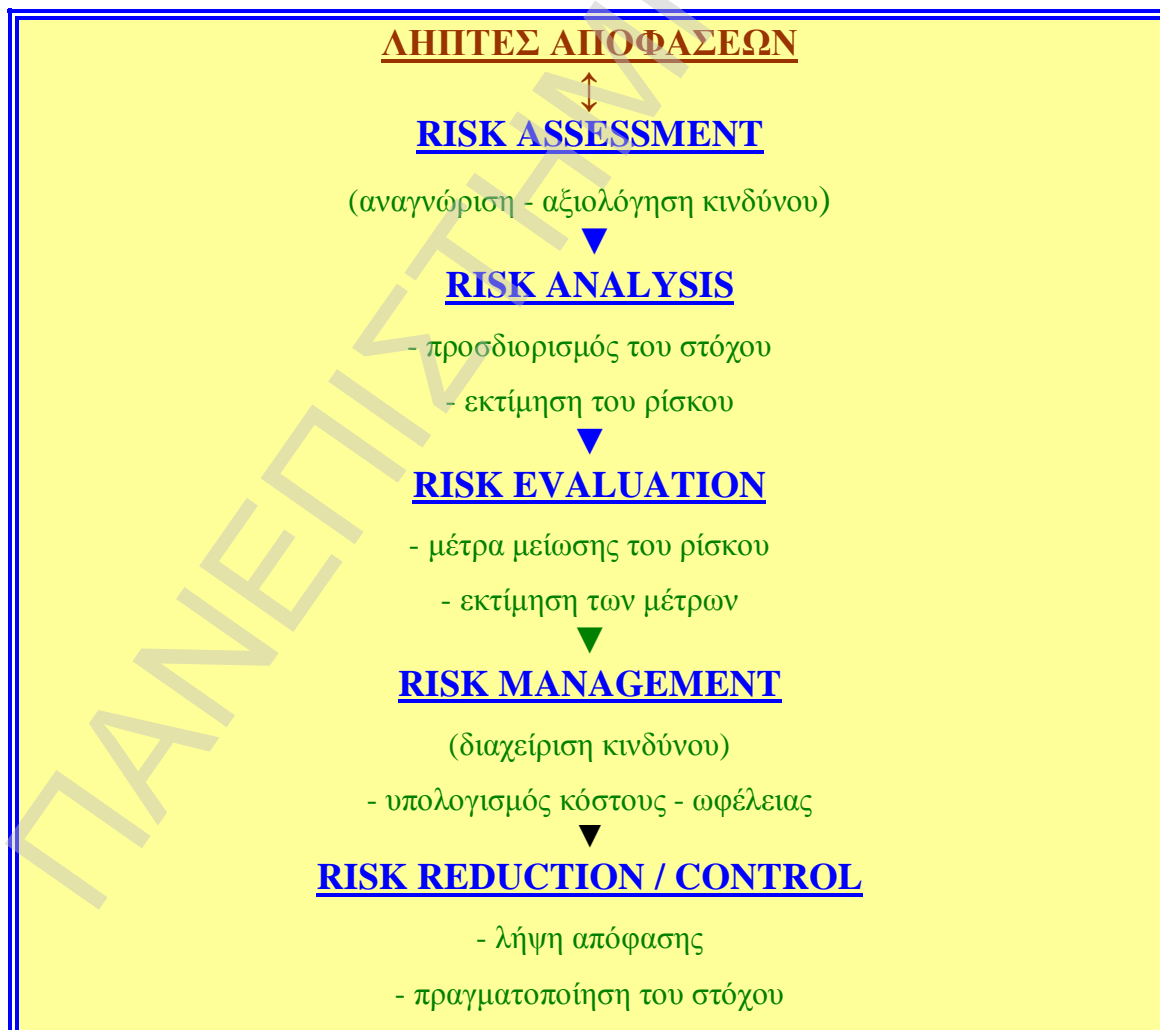 ΛΗΠΤΕΣ ΑΠΟΦΑΣΕΩΝ
↕
RISK ASSESSMENT
(αναγνώριση - αξιολόγηση κινδύνου)
▼
RISK ANALYSIS
- προσδιορισμός του στόχου
- εκτίμηση του ρίσκου
▼
RISK EVALUATION
- μέτρα μείωσης του ρίσκου
- εκτίμηση των μέτρων
▼
RISK MANAGEMENT
(διαχείριση κινδύνου)
- υπολογισμός κόστους - ωφέλειας
▼
RISK REDUCTION / CONTROL
- λήψη απόφασης
- πραγματοποίηση του στόχου
ΠΑΝΕΠΙΣΤΗΜΙ